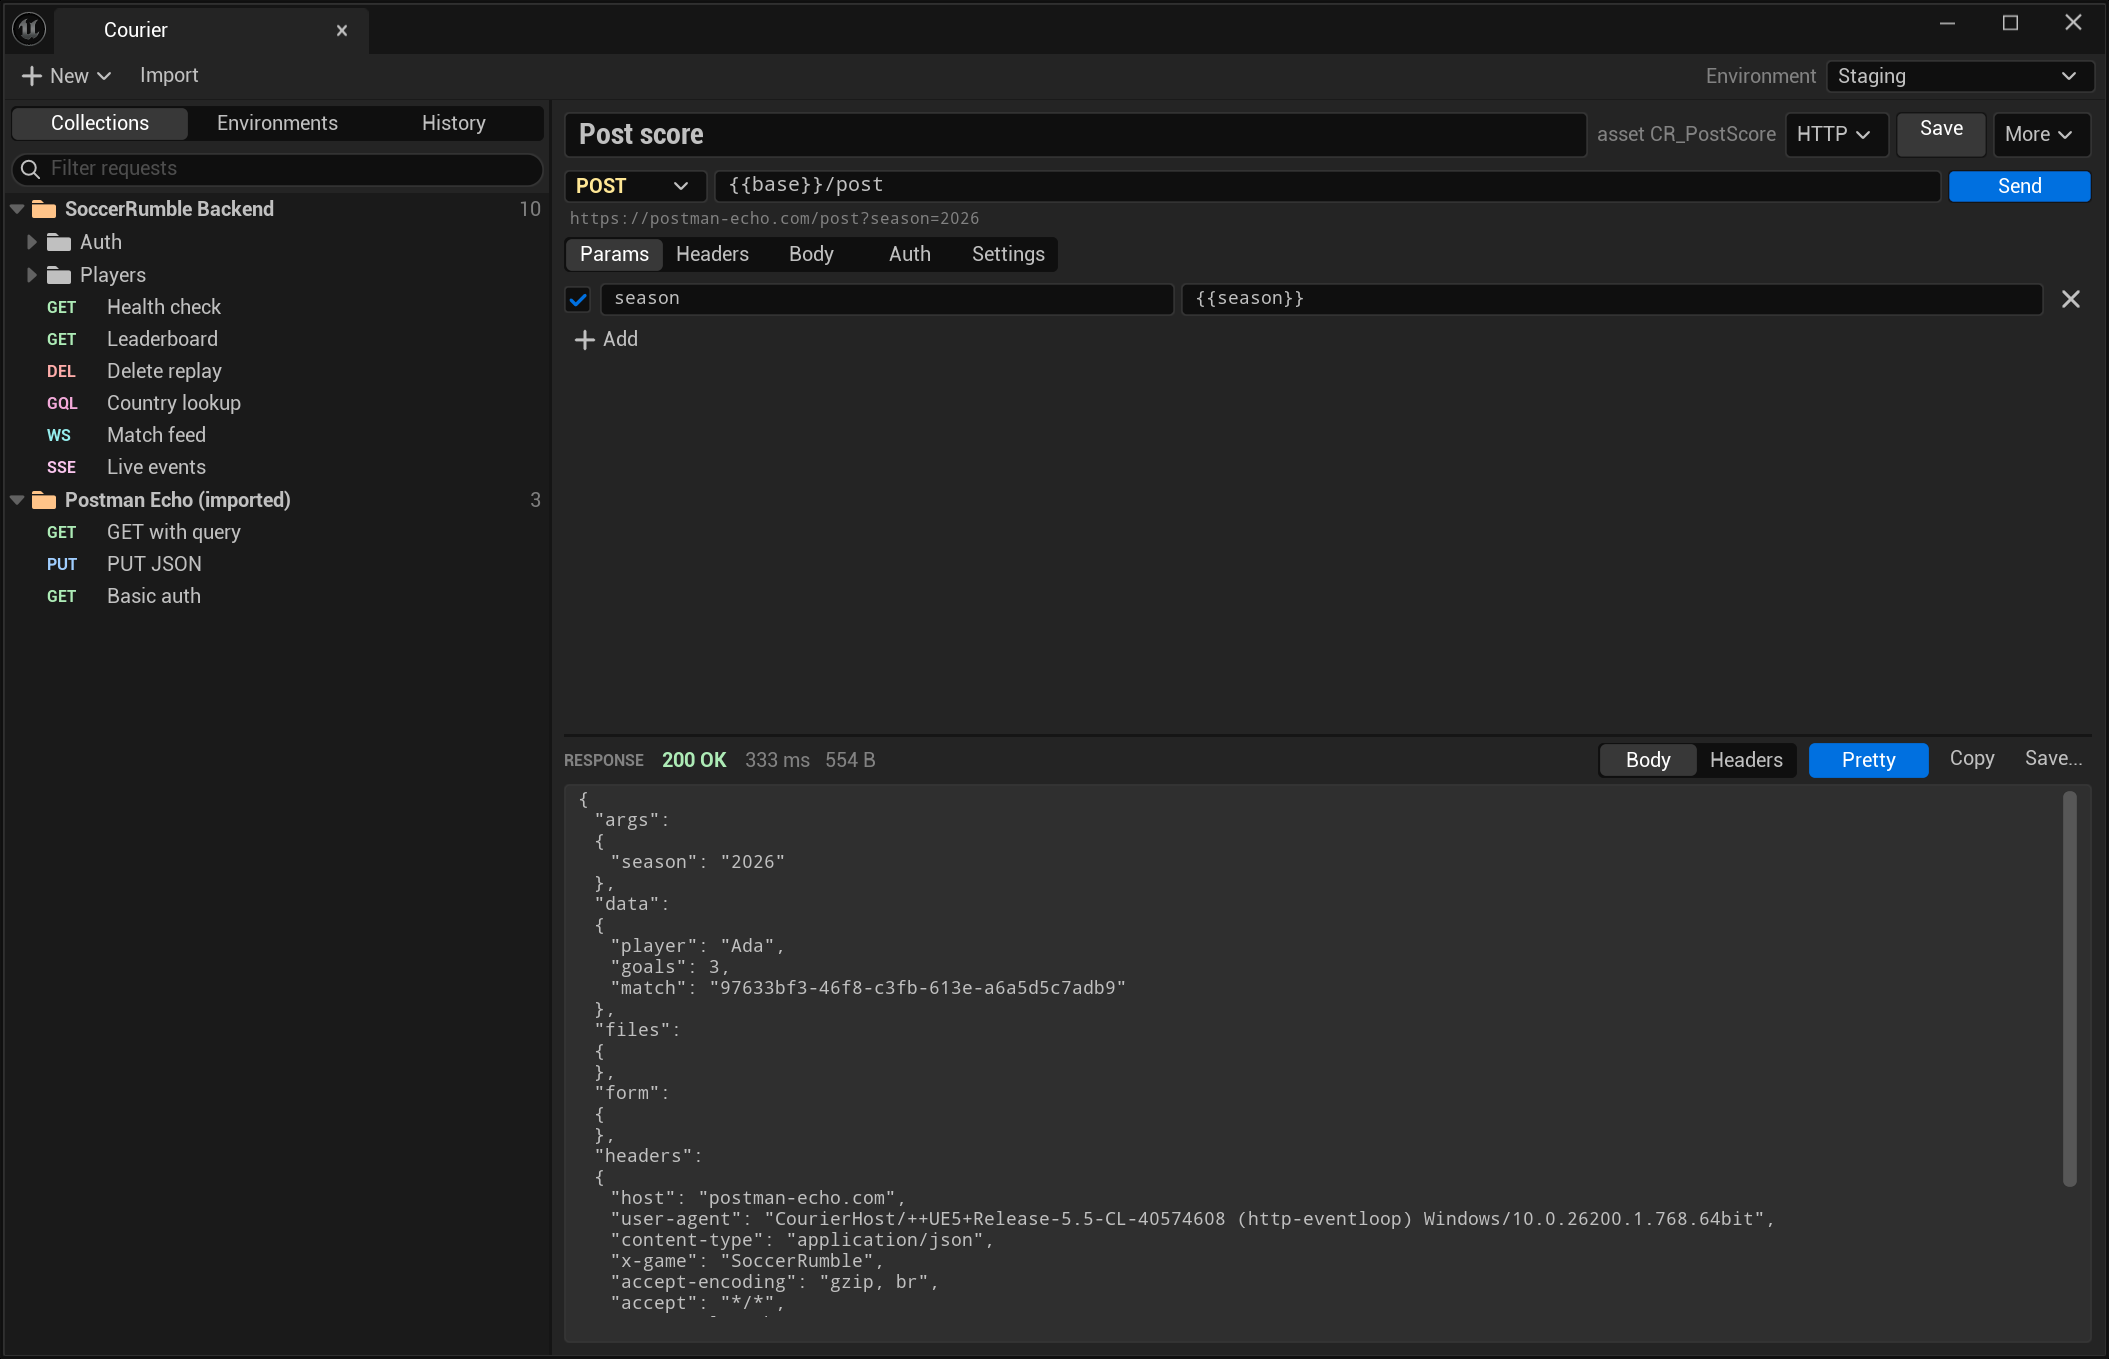 Courier
New Import Environment Staging
Collections Environments History
Filter requests
SoccerRumble Backend 10
Auth
Players
GET Health check
GET Leaderboard
DEL Delete replay
GQL Country lookup
WS Match feed
SSE Live events
Postman Echo (imported) 3
GET GET with query
PUT PUT JSON
GET Basic auth
Post score asset CR_PostScore HTTP Save More
POST {{base}}/post Send
https://postman-echo.com/post?season=2026
Params Headers Body Auth Settings
season {{season}}
Add
RESPONSE 200 OK 333 ms 554 B Body Headers Pretty Copy Save...
{
"args":
{
"season": "2026"
},
"data":
{
"player": "Ada",
"goals": 3,
"match": "97633bf3-46f8-c3fb-613e-a6a5d5c7adb9"
},
"files":
{
},
"form":
{
},
"headers":
{
"host": "postman-echo.com",
"user-agent": "CourierHost/++UE5+Release-5.5-CL-40574608 (http-eventloop) Windows/10.0.26200.1.768.64bit",
"content-type": "application/json",
"x-game": "SoccerRumble",
"accept-encoding": "gzip, br",
"accept": "*/*",